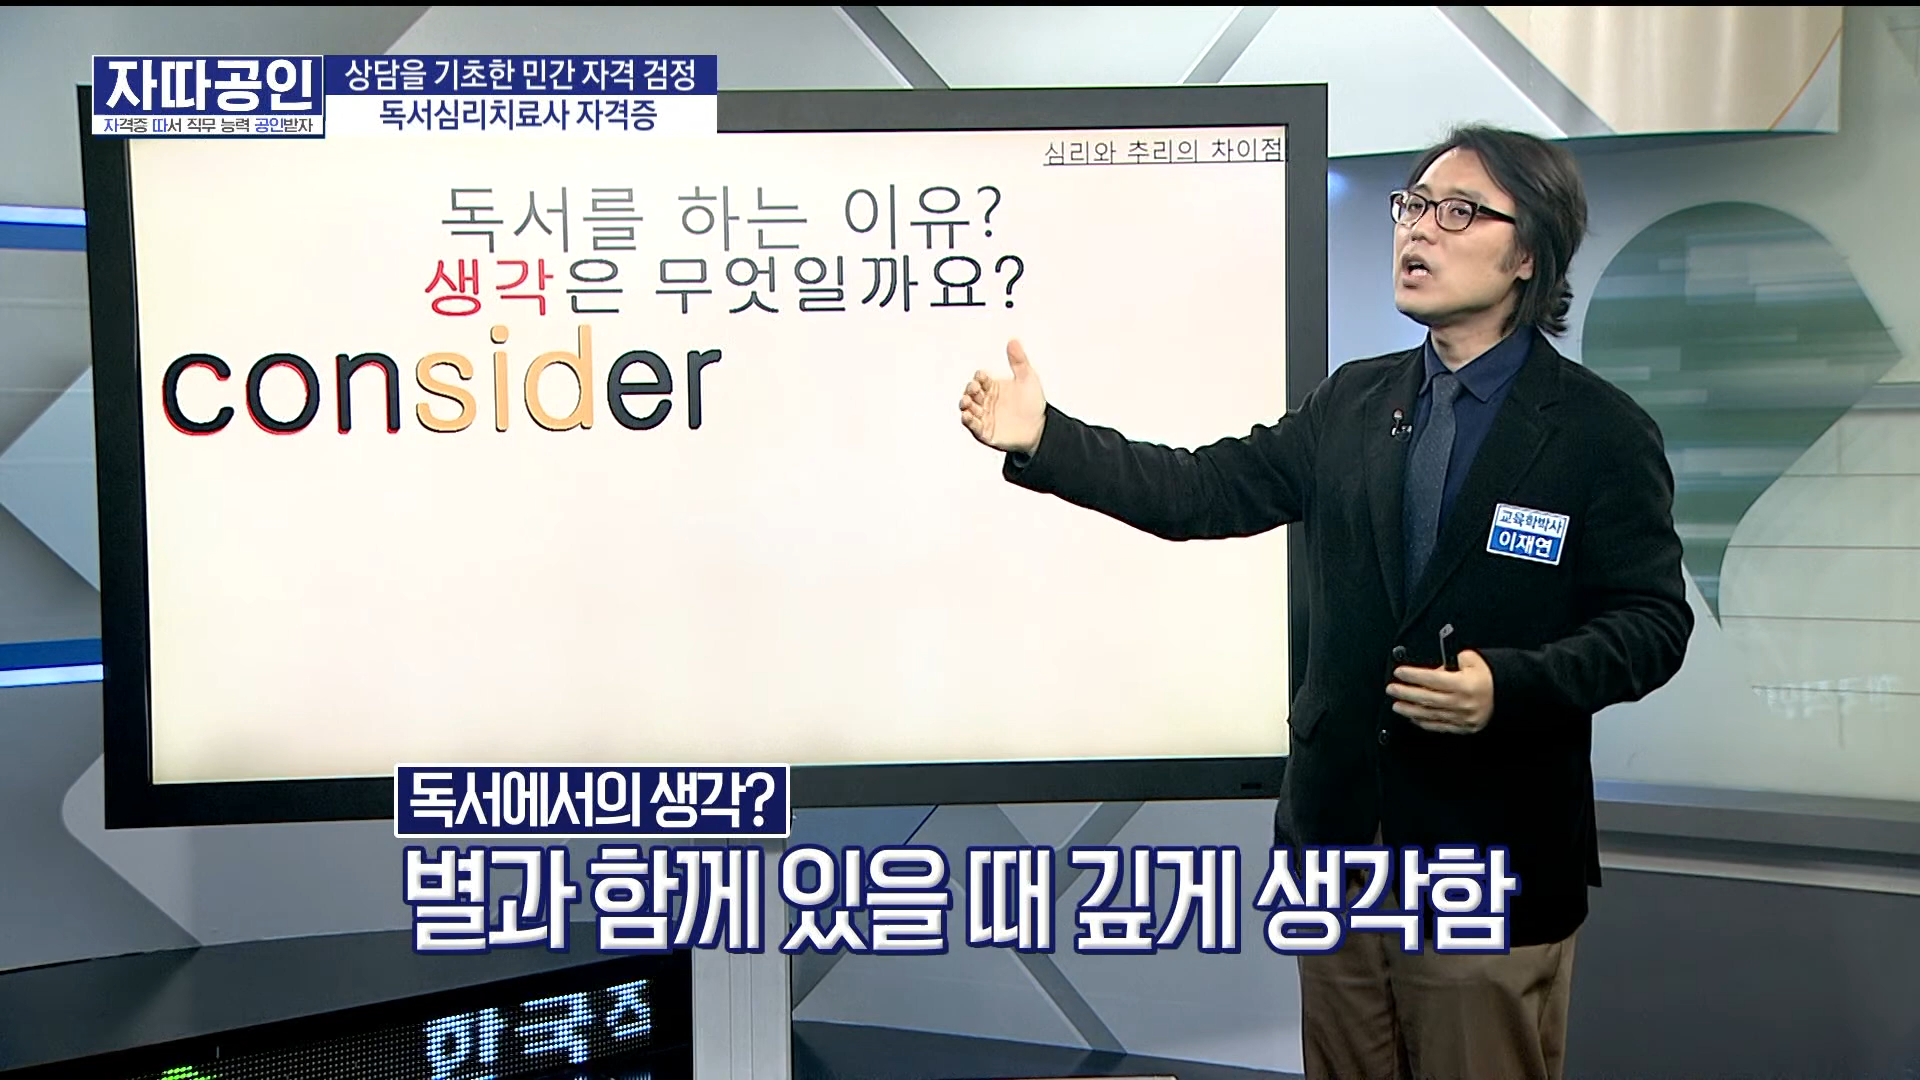 자따공인
자격증 따서 직무 능력 공인받자
상담을 기초한 민간 자격 검정
독서심리치료사 자격증
심리와 추리의 차이점
독서를 하는 이유?
생각은 무엇일까요?
consider
교육학박사
이재연
독서에서의 생각?
별과 함께 있을 때 깊게 생각함